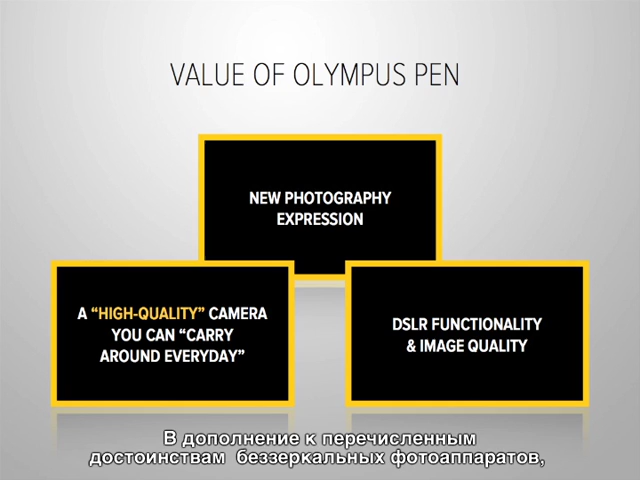 VALUE OF OLYMPUS PEN
NEW PHOTOGRAPHY
EXPRESSION
A “HIGH-QUALITY” CAMERA
YOU CAN “CARRY
AROUND EVERYDAY”
DSLR FUNCTIONALITY
& IMAGE QUALITY
В дополнение к перечисленным
достоинствам беззеркальных фотоаппаратов,